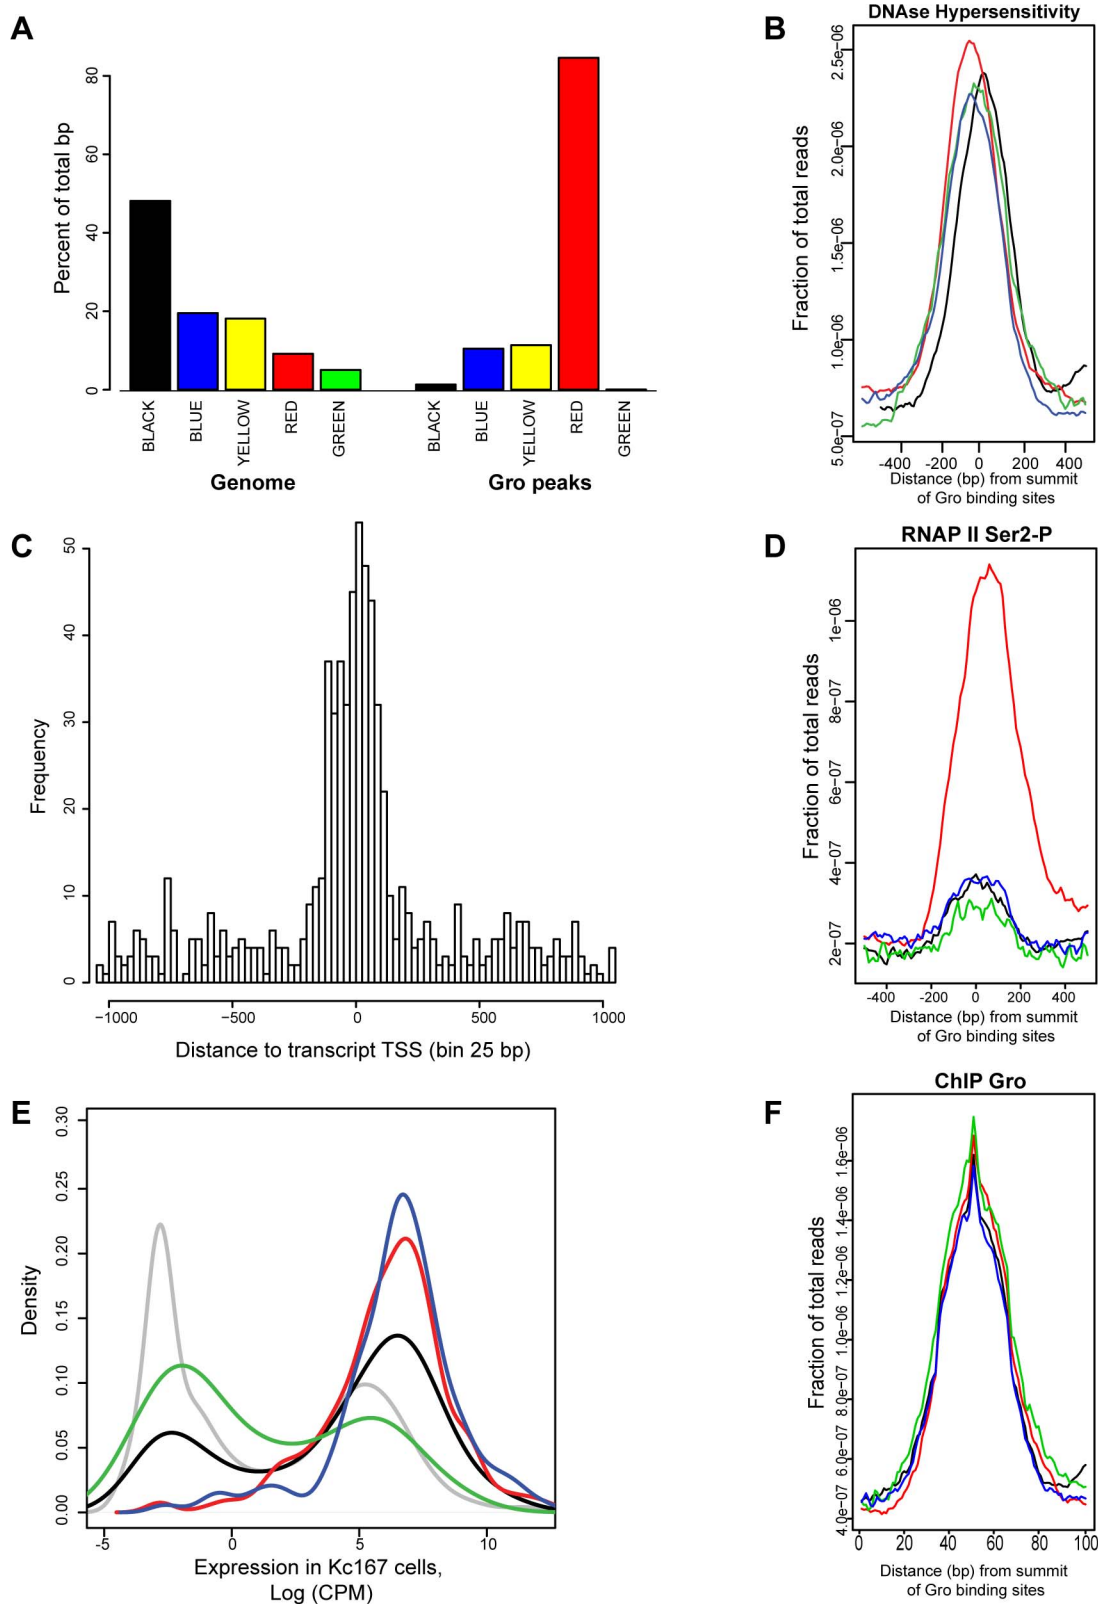 A
Percent of total bp
80
60
40
20
0
BLACK
BLUE
YELLOW
RED
GREEN
BLACK
BLUE
YELLOW
RED
GREEN
Genome
Gro peaks
B
DNAse Hypersensitivity
Fraction of total reads
2.5e−06
2.0e−06
1.5e−06
1.0e−06
5.0e−07
-400 -200 0 200 400
Distance (bp) from summit
of Gro binding sites
C
Frequency
50
40
30
20
10
0
−1000 −500 0 500 1000
Distance to transcript TSS (bin 25 bp)
D
RNAP II Ser2-P
Fraction of total reads
1e−06
8e−07
6e−07
4e−07
2e−07
-400 -200 0 200 400
Distance (bp) from summit
of Gro binding sites
E
Density
0.30
0.25
0.20
0.15
0.10
0.05
0.00
-5 0 5 10
Expression in Kc167 cells,
Log (CPM)
F
ChIP Gro
Fraction of total reads
1.6e−06
1.4e−06
1.2e−06
1.0e−06
8.0e−07
6.0e−07
4.0e−07
0 20 40 60 80 100
Distance (bp) from summit
of Gro binding sites